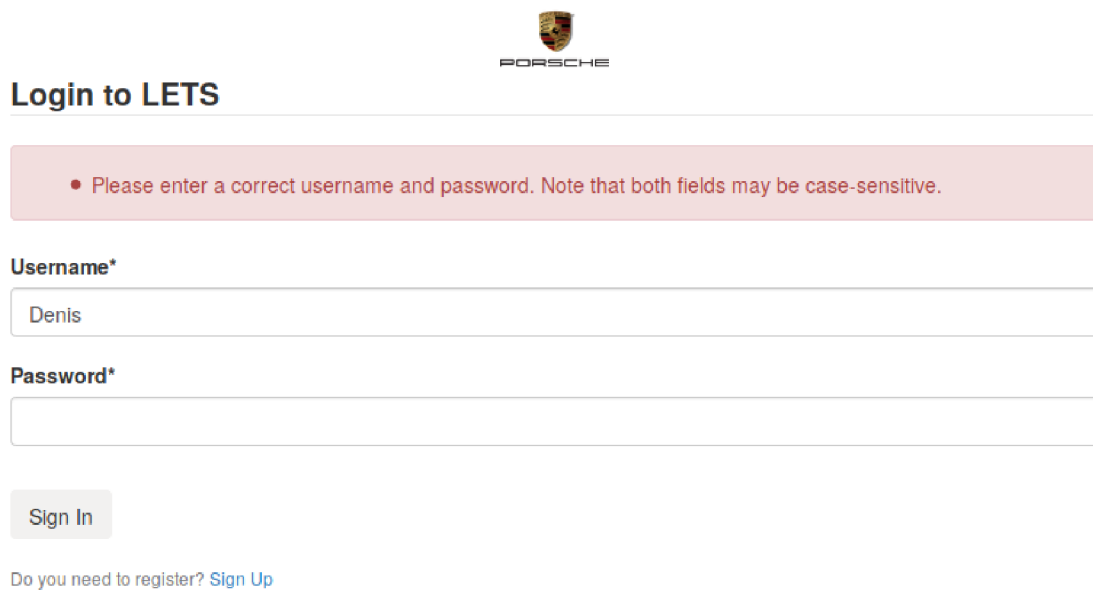 PORSCHE
Login to LETS
Please enter a correct username and password. Note that both fields may be case-sensitive.
Username*
Denis
Password*
Sign In
Do you need to register? Sign Up